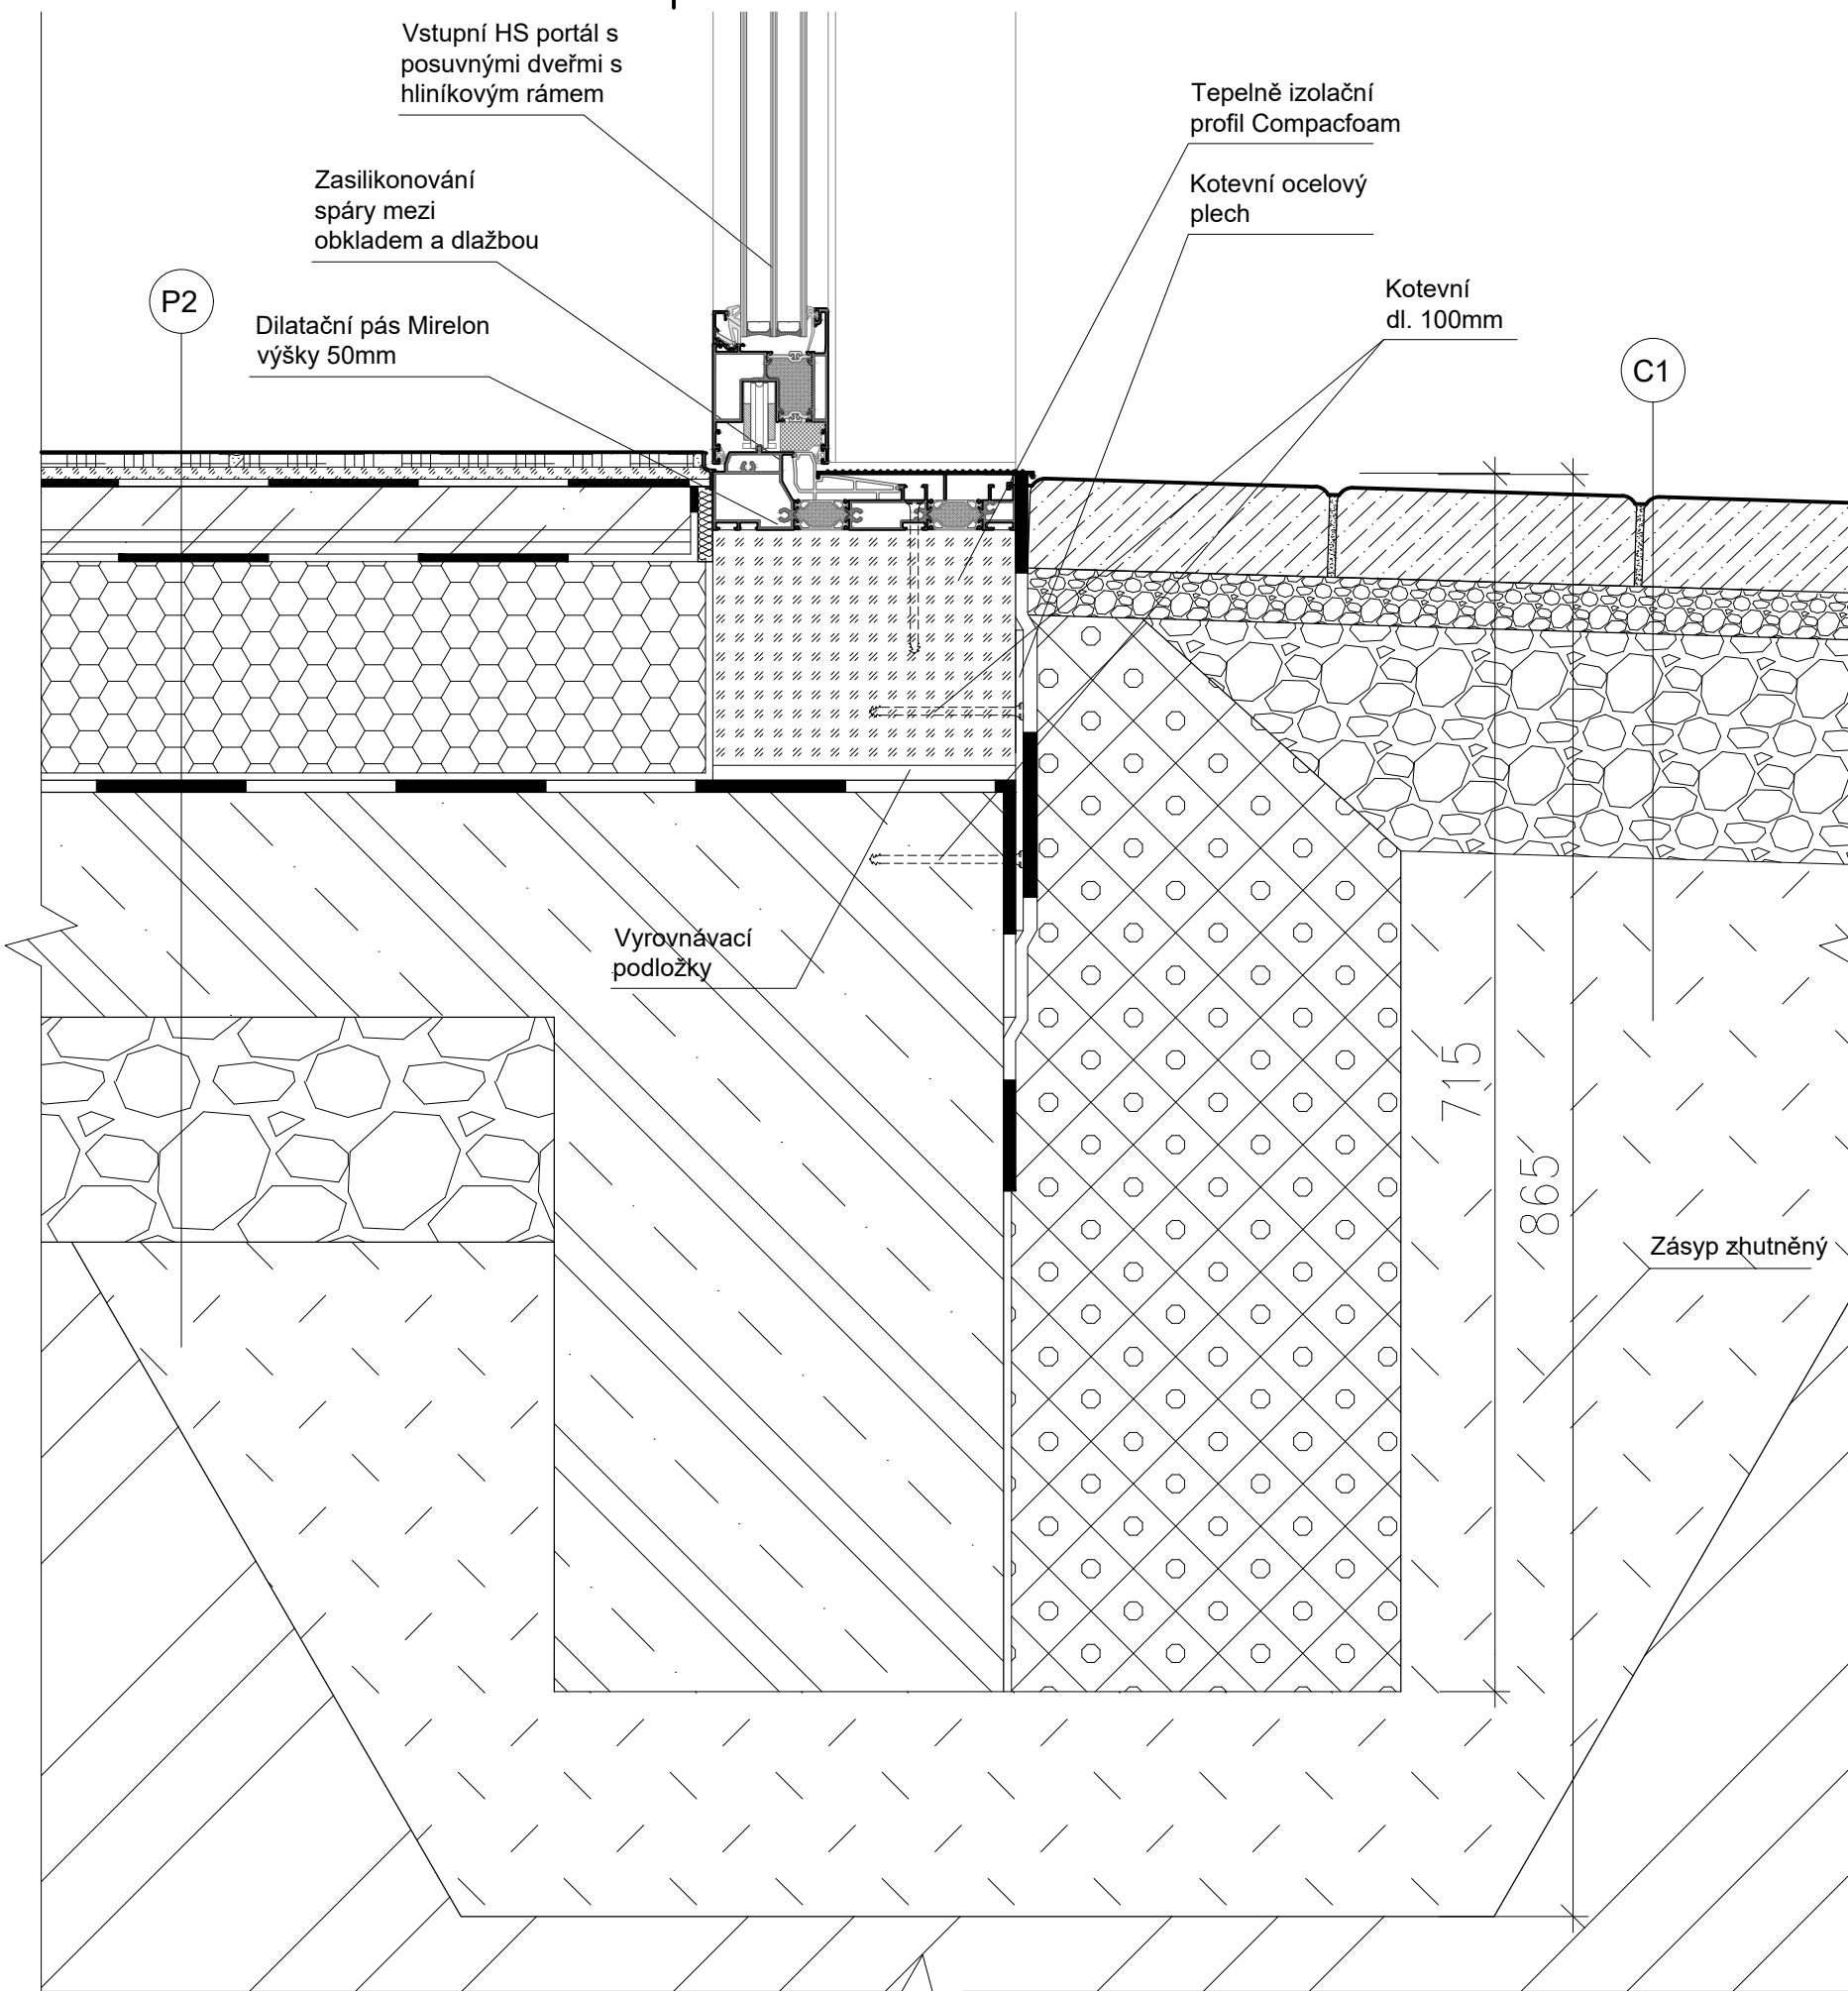 Vstupní HS portál s
posuvnými dveřmi s
hliníkovým rámem
Tepelně izolační
profil Compacfoam
Zasilikonování
spáry mezi
obkladem a dlažbou
Kotevní ocelový
plech
P2
Dilatační pás Mirelon
výšky 50mm
Kotevní
dl. 100mm
C1
Vyrovnávací
podložky
715
865
Zásyp zhutněný